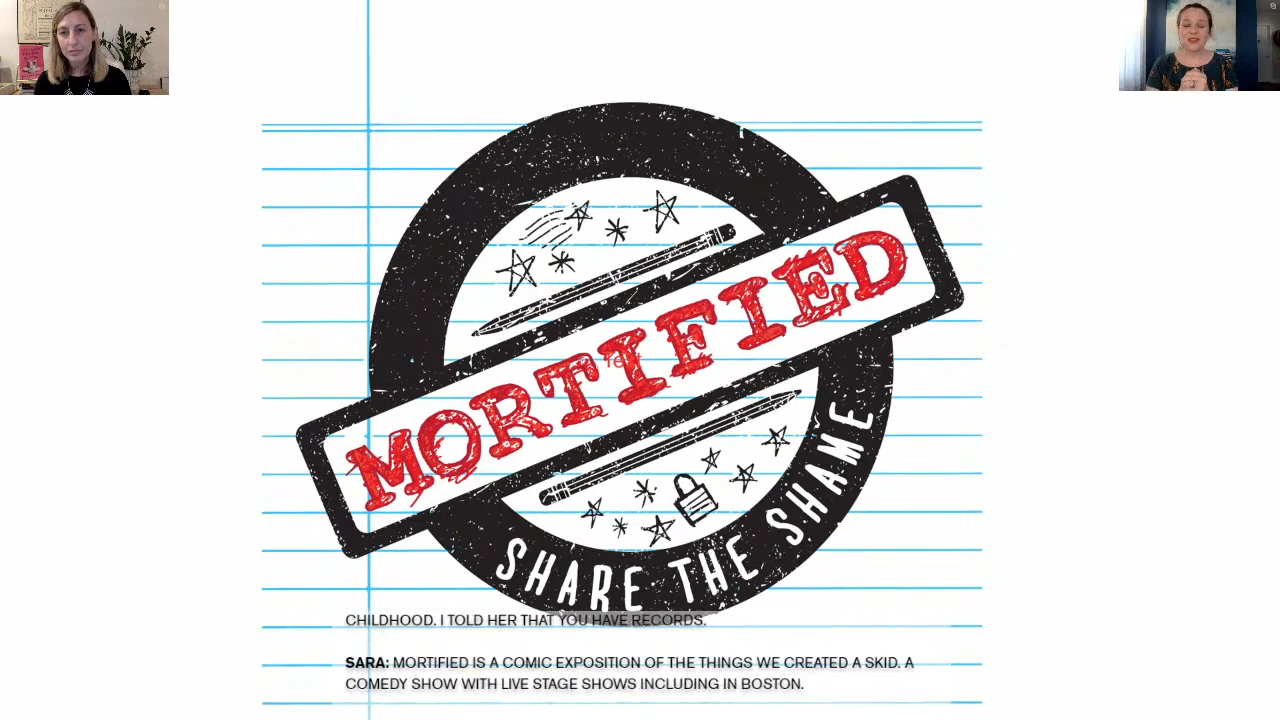 MORTIFIED
SHARE THE SHAME
CHILDHOOD. I TOLD HER THAT YOU HAVE RECORDS.
SARA: MORTIFIED IS A COMIC EXPOSITION OF THE THINGS WE CREATED A SKID. A
COMEDY SHOW WITH LIVE STAGE SHOWS INCLUDING IN BOSTON.